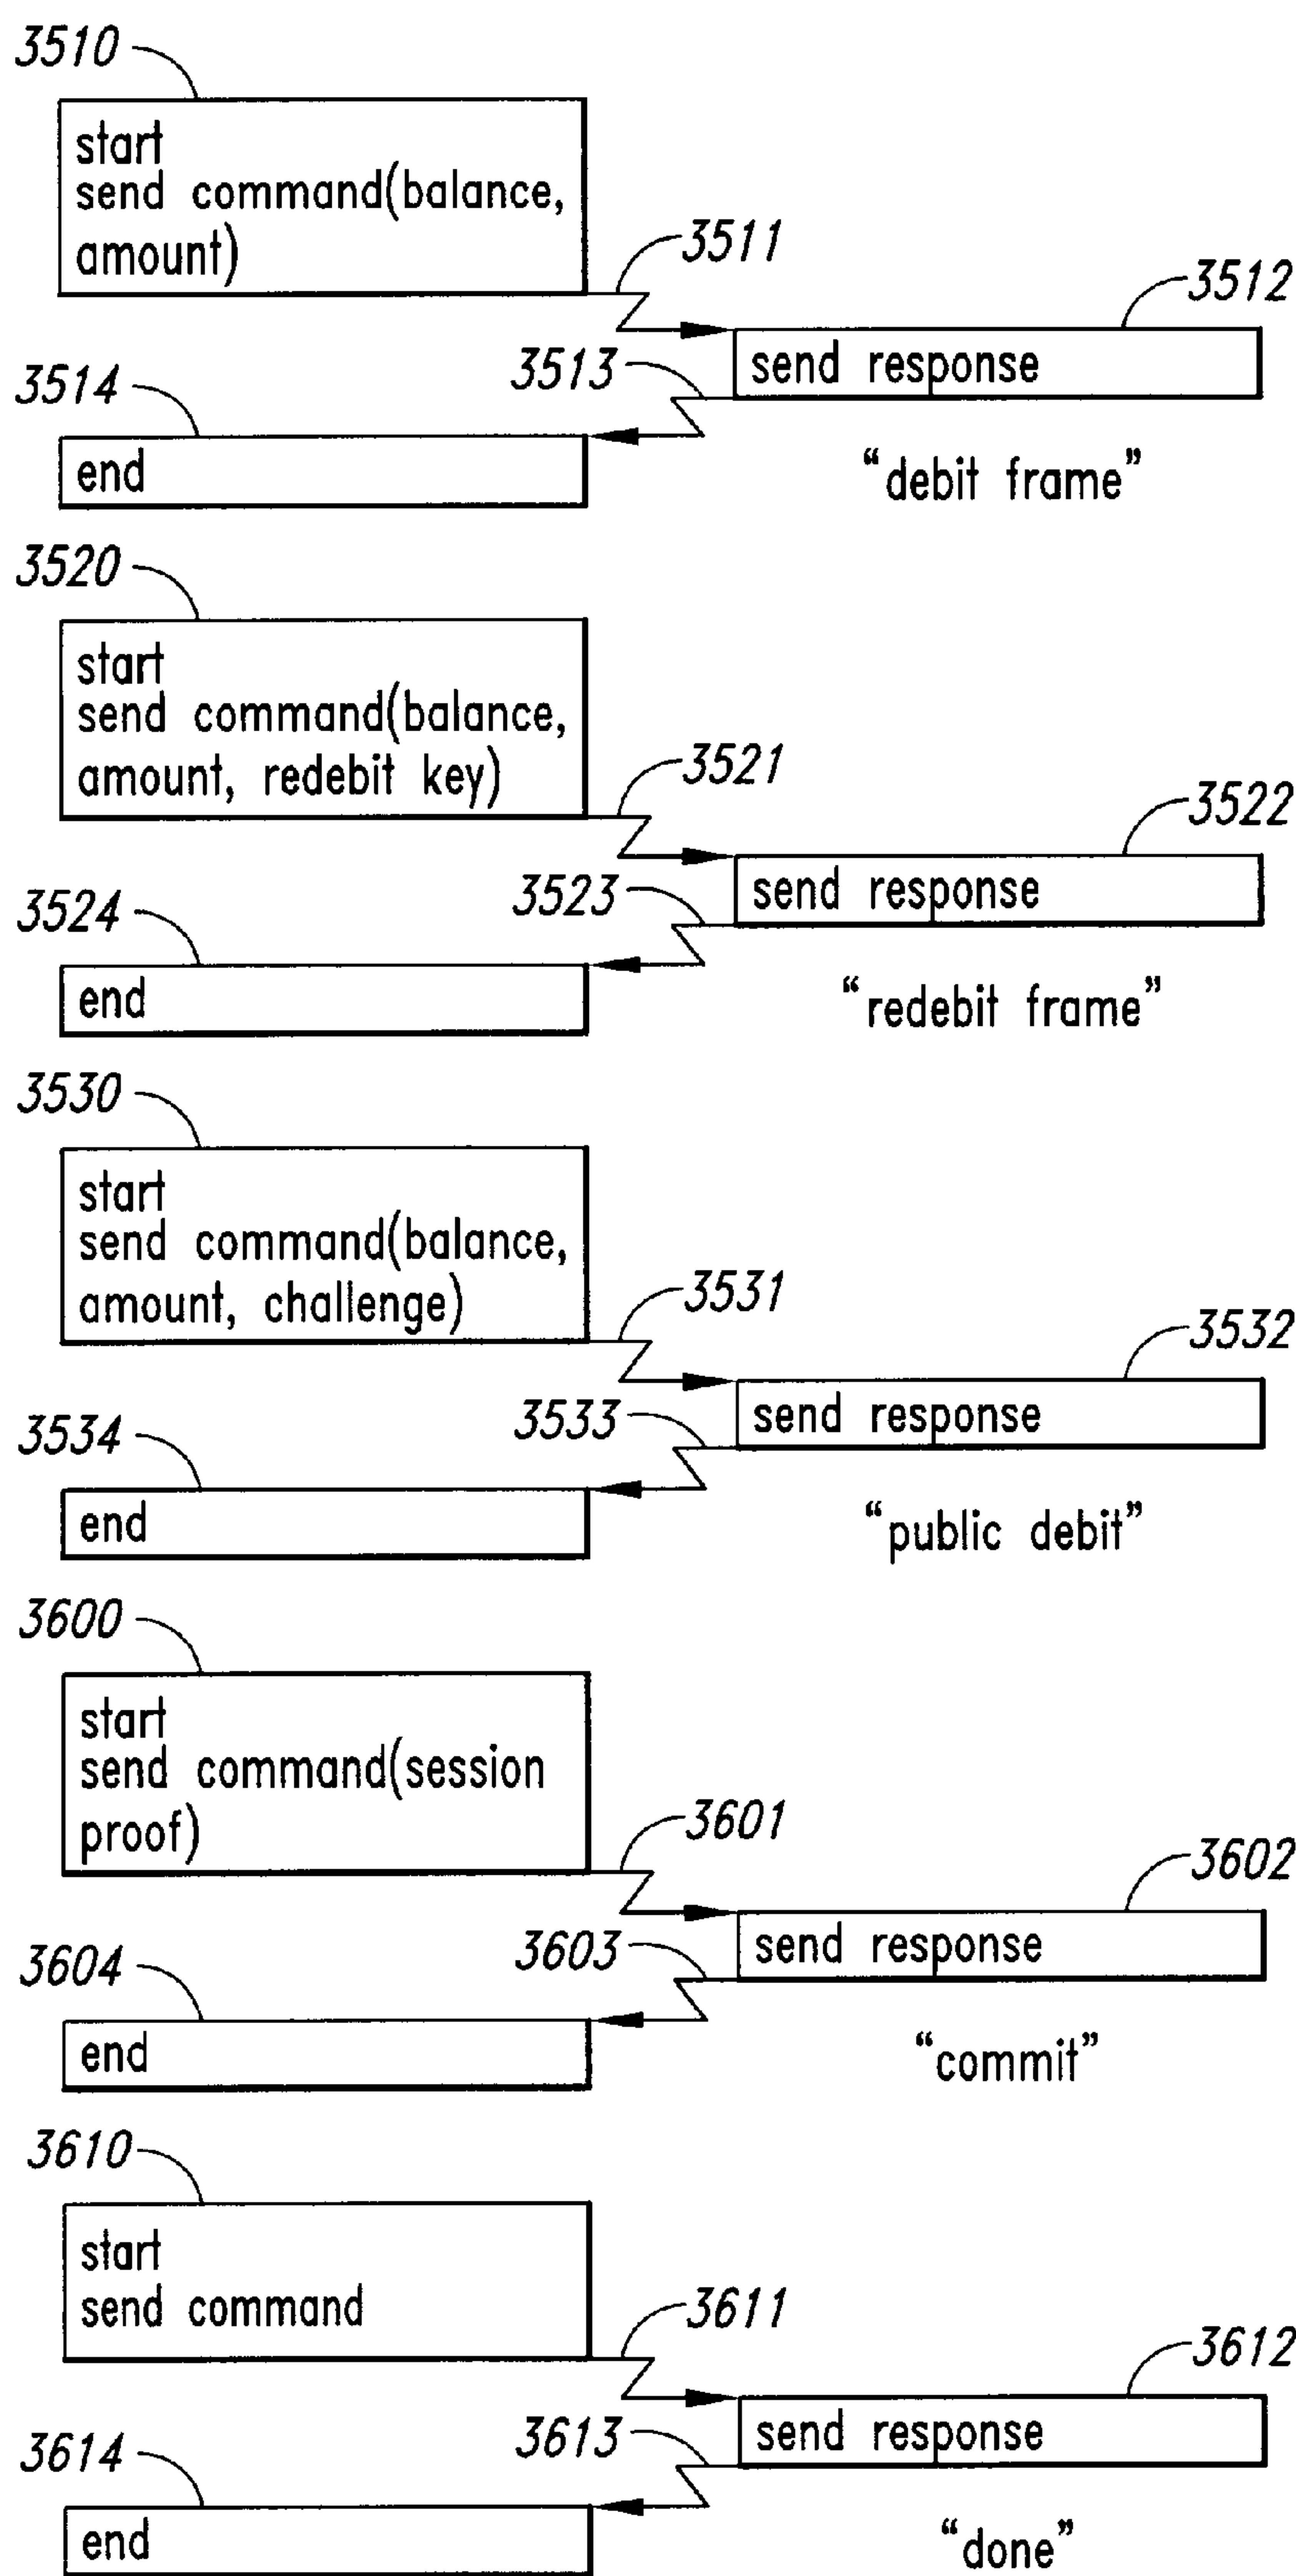 3510
start
send command(balance,
amount)
3511
3512
send response
3513
3514
end
“debit frame”
3520
start
send command(balance,
amount, redebit key)
3521
3522
send response
3523
3524
end
“redebit frame”
3530
start
send command(balance,
amount, challenge)
3531
3532
send response
3533
3534
end
“public debit”
3600
start
send command(session
proof)
3601
3602
send response
3603
3604
end
“commit”
3610
start
send command
3611
3612
send response
3613
3614
end
“done”